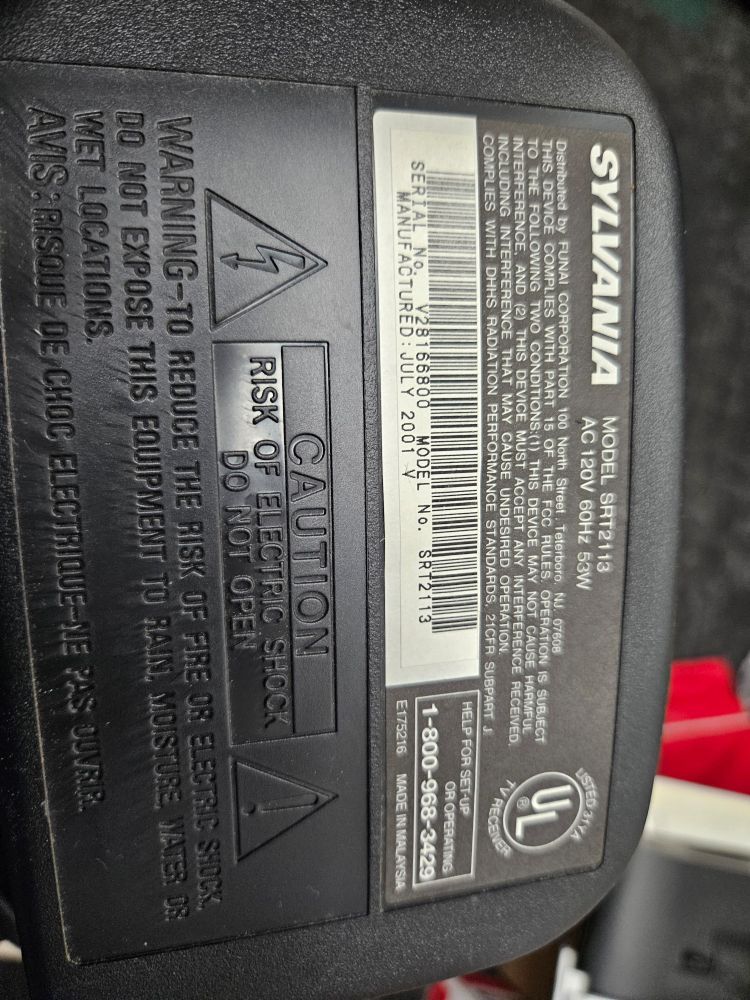 SYLVANIA
MODEL SRT2113
AC 120V 60Hz 53W
Distributed by FUNAI CORPORATION 100 North Street, Teterboro, NJ, 07608
THIS DEVICE COMPLIES WITH PART 15 OF THE FCC RULES. OPERATION IS SUBJECT
TO THE FOLLOWING TWO CONDITIONS:(1) THIS DEVICE MAY NOT CAUSE HARMFUL
INTERFERENCE, AND (2) THIS DEVICE MUST ACCEPT ANY INTERFERENCE RECEIVED,
INCLUDING INTERFERENCE THAT MAY CAUSE UNDESIRED OPERATION.
COMPLIES WITH DHHS RADIATION PERFORMANCE STANDARDS, 21CFR SUBPART J.
LISTED
UL
®
RECEIVER
SERIAL No. V28166800 MODEL No. SRT2113
MANUFACTURED: JULY 2001 V
HELP FOR SET-UP
OR OPERATING
1-800-968-3429
E175216 MADE IN MALAYSIA
CAUTION
RISK OF ELECTRIC SHOCK
DO NOT OPEN
WARNING-TO REDUCE THE RISK OF FIRE OR ELECTRIC SHOCK,
DO NOT EXPOSE THIS EQUIPMENT TO RAIN, MOISTURE, WATER OR
WET LOCATIONS.
AVIS: RISQUE DE CHOC ELECTRIQUE-NE PAS OUVRIR.